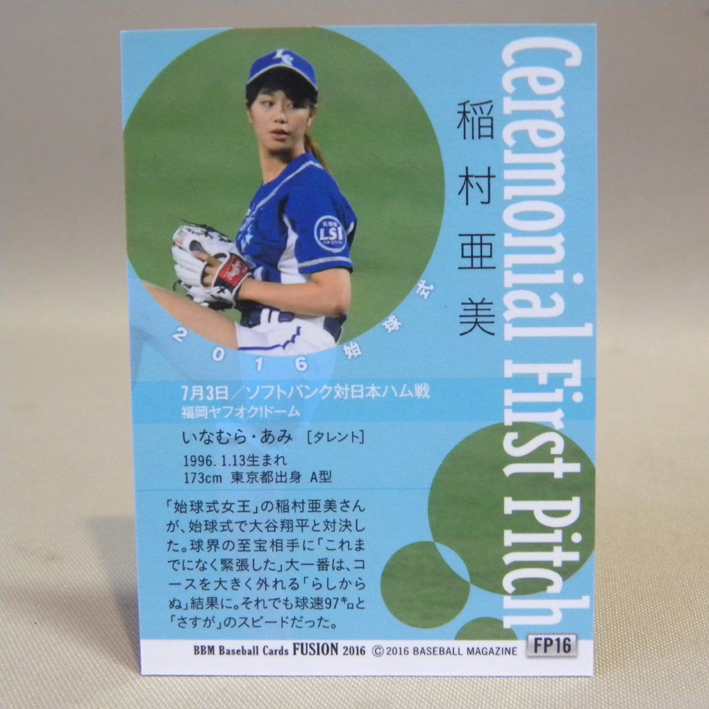 Ceremonial First Pitch
稲村亜美
LS
LSI
2016始球式
7月3日／ソフトバンク対日本ハム戦
福岡ヤフオク!ドーム
いなむら・あみ ［タレント］
1996. 1.13生まれ
173cm 東京都出身 A型
「始球式女王」の稲村亜美さん
が、始球式で大谷翔平と対決し
た。球界の至宝相手に「これま
でになく緊張した」大一番は、コ
ースを大きく外れる「らしから
ぬ」結果に。それでも球速97㌔と
「さすが」のスピードだった。
BBM Baseball Cards FUSION 2016 Ⓒ2016 BASEBALL MAGAZINE
FP16